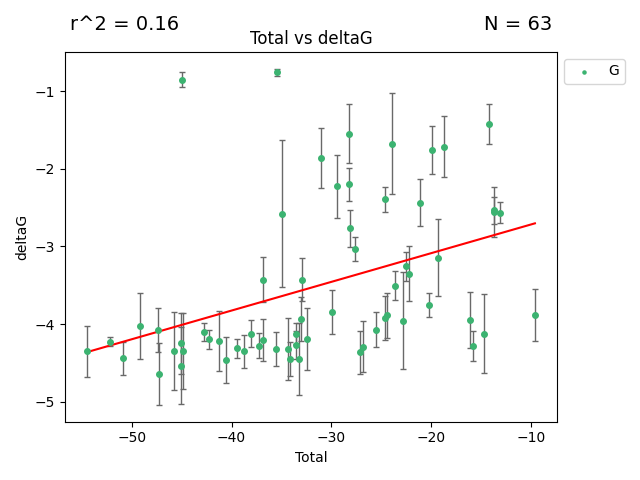 r^2 = 0.16
N = 63
Total vs deltaG
G
−1
−2
−3
−4
−5
deltaG
−50
−40
−30
−20
−10
Total